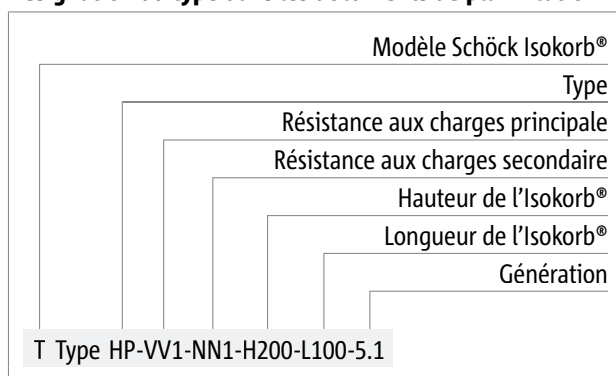 Modèle Schöck Isokorb®
Type
Résistance aux charges principale
Résistance aux charges secondaire
Hauteur de l’Isokorb®
Longueur de l’Isokorb®
Génération
T Type HP-VV1-NN1-H200-L100-5.1